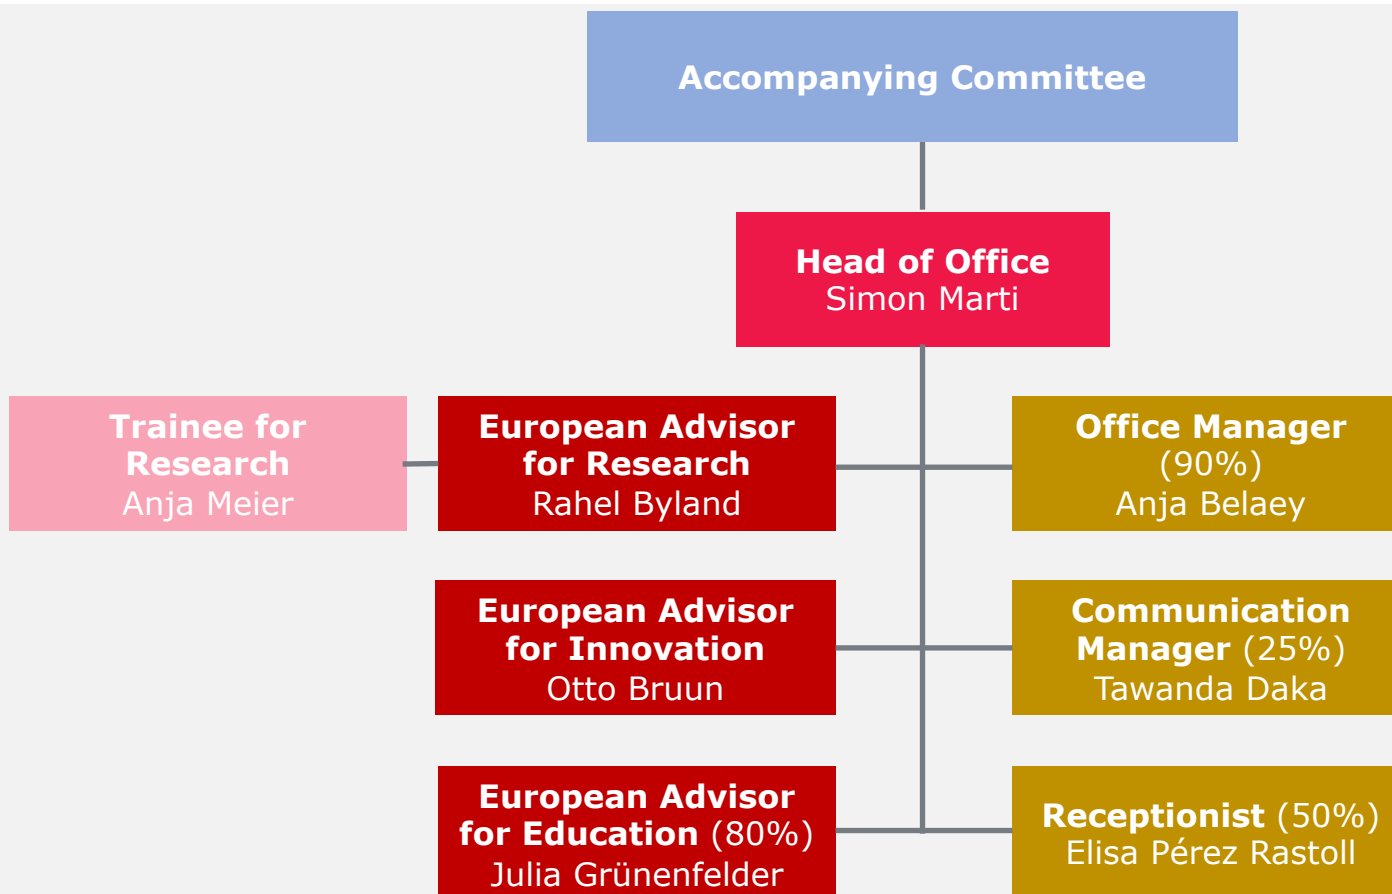 Accompanying Committee
Head of Office
Simon Marti
Trainee for
Research
Anja Meier
European Advisor
for Research
Rahel Byland
Office Manager
(90%)
Anja Belaey
European Advisor
for Innovation
Otto Bruun
Communication
Manager (25%)
Tawanda Daka
European Advisor
for Education (80%)
Julia Grünenfelder
Receptionist (50%)
Elisa Pérez Rastoll